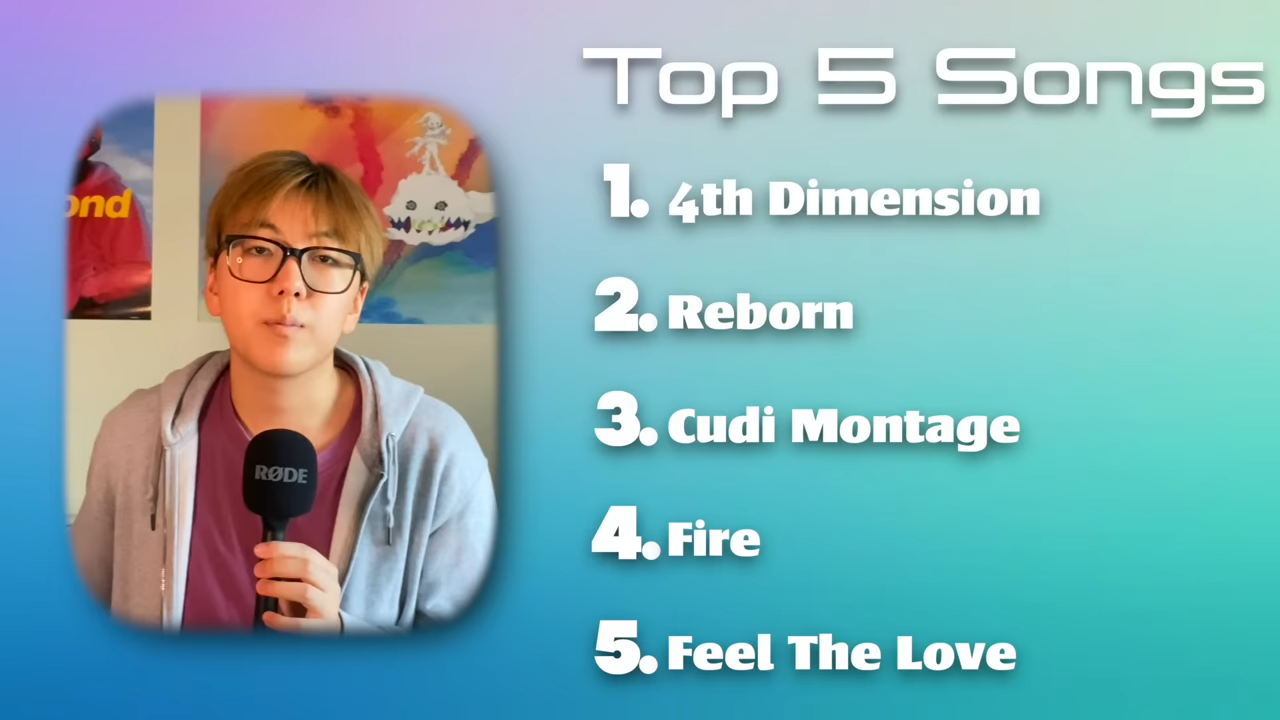 Top 5 Songs
1. 4th Dimension
2. Reborn
3. Cudi Montage
4. Fire
5. Feel The Love
ond
RØDE